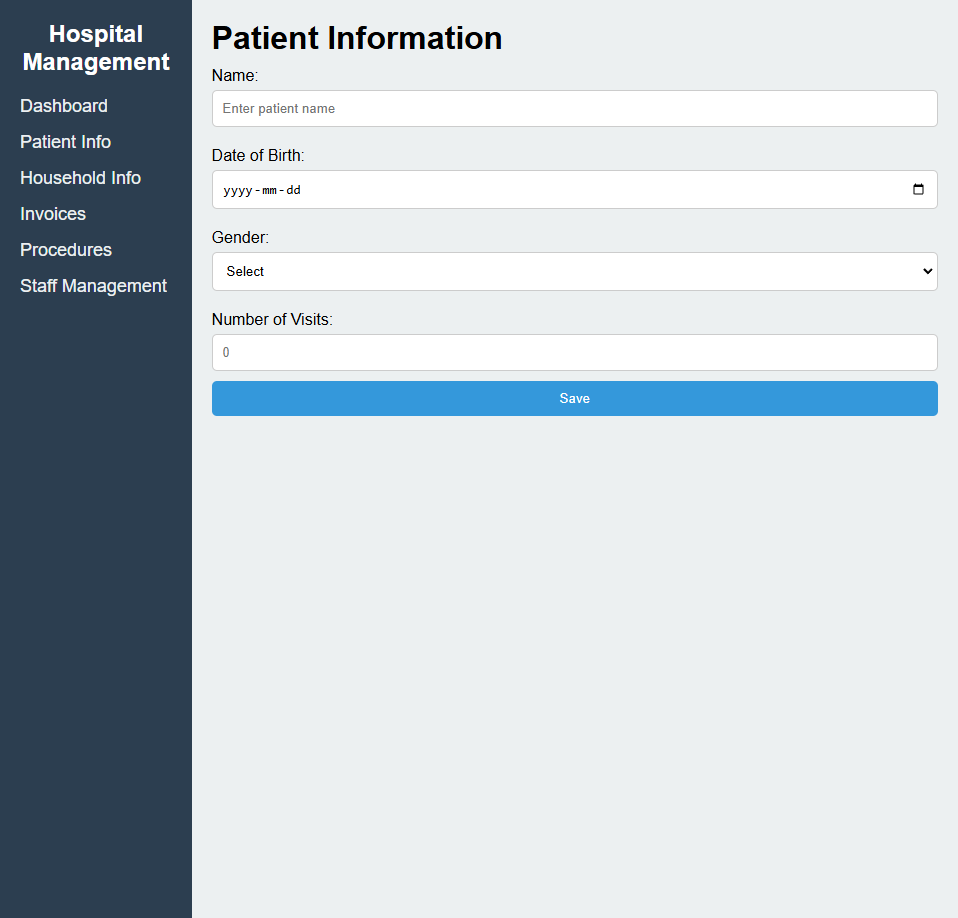 Hospital
Management
Dashboard
Patient Info
Household Info
Invoices
Procedures
Staff Management
Patient Information
Name:
Enter patient name
Date of Birth:
yyyy-mm-dd
Gender:
Select
Number of Visits:
0
Save